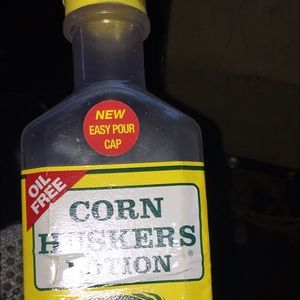 NEW
EASY POUR
CAP
OIL
FREE
CORN
HUSKERS
LOTION
®